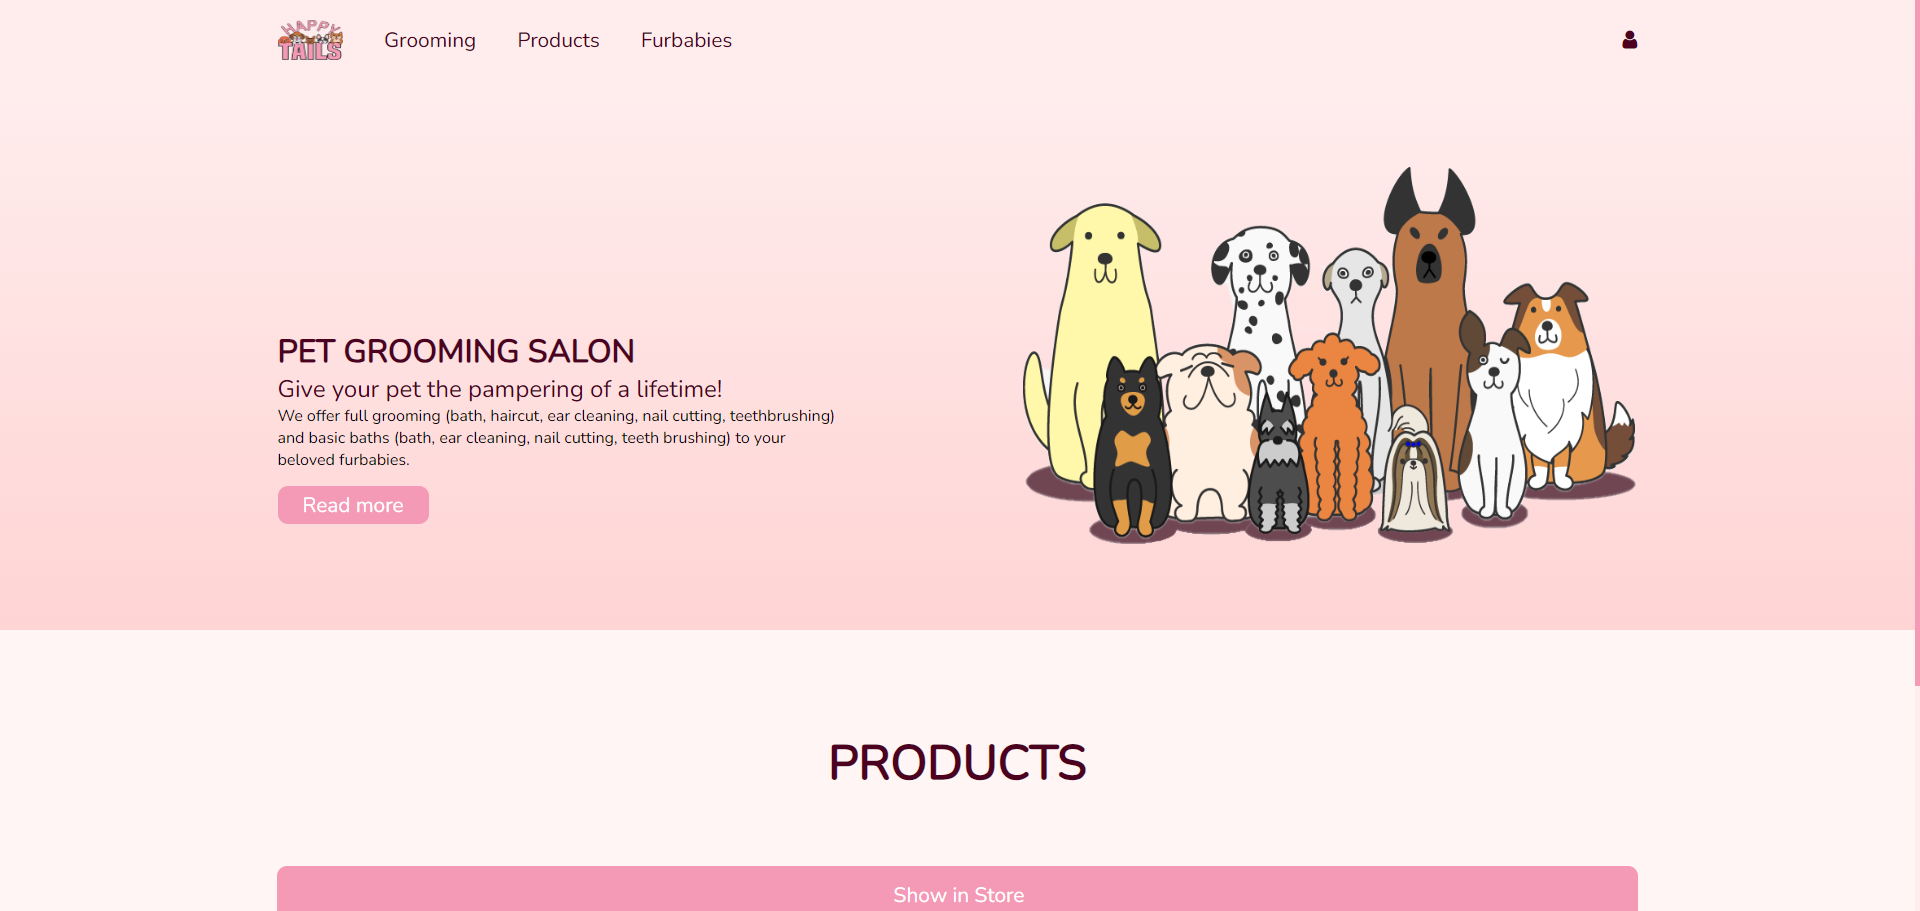 HAPPY
TAILS
Grooming
Products
Furbabies
PET GROOMING SALON
Give your pet the pampering of a lifetime!
We offer full grooming (bath, haircut, ear cleaning, nail cutting, teethbrushing)
and basic baths (bath, ear cleaning, nail cutting, teeth brushing) to your
beloved furbabies.
Read more
PRODUCTS
Show in Store